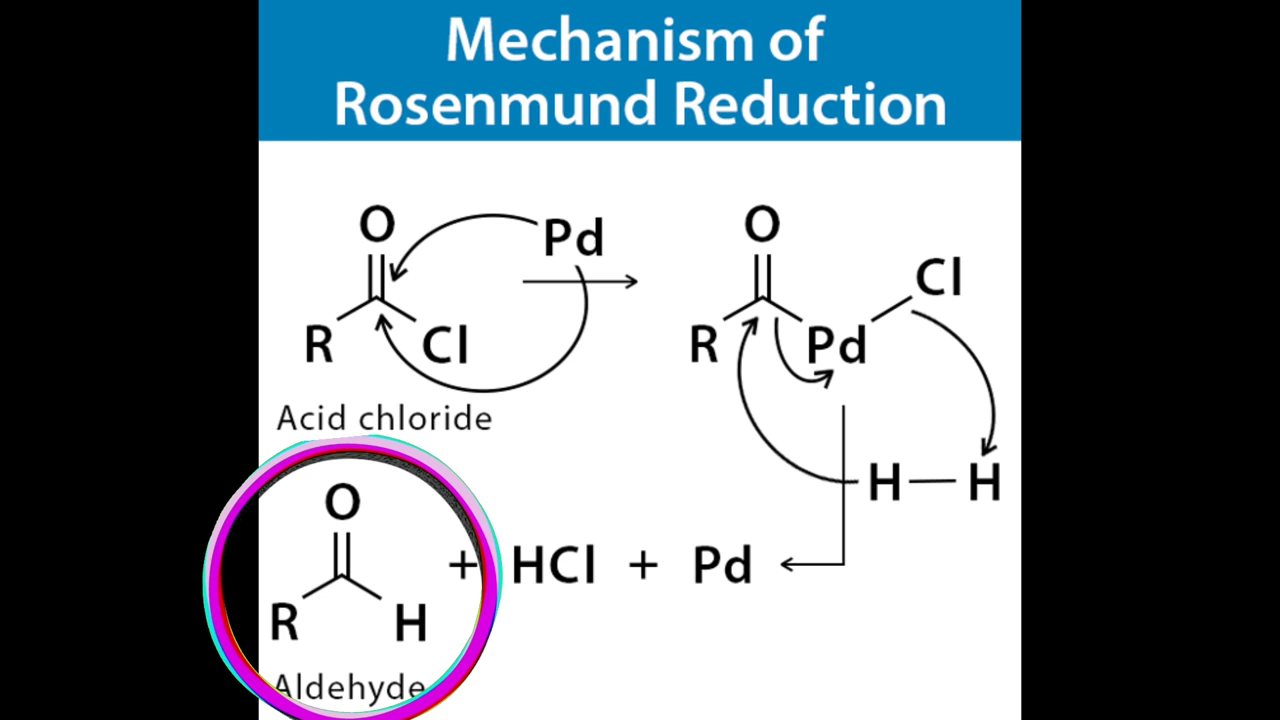 Mechanism of
Rosenmund Reduction
O Pd O Cl
R Cl R Pd
Acid chloride
H — H
O
+ HCl + Pd
R H
Aldehyde